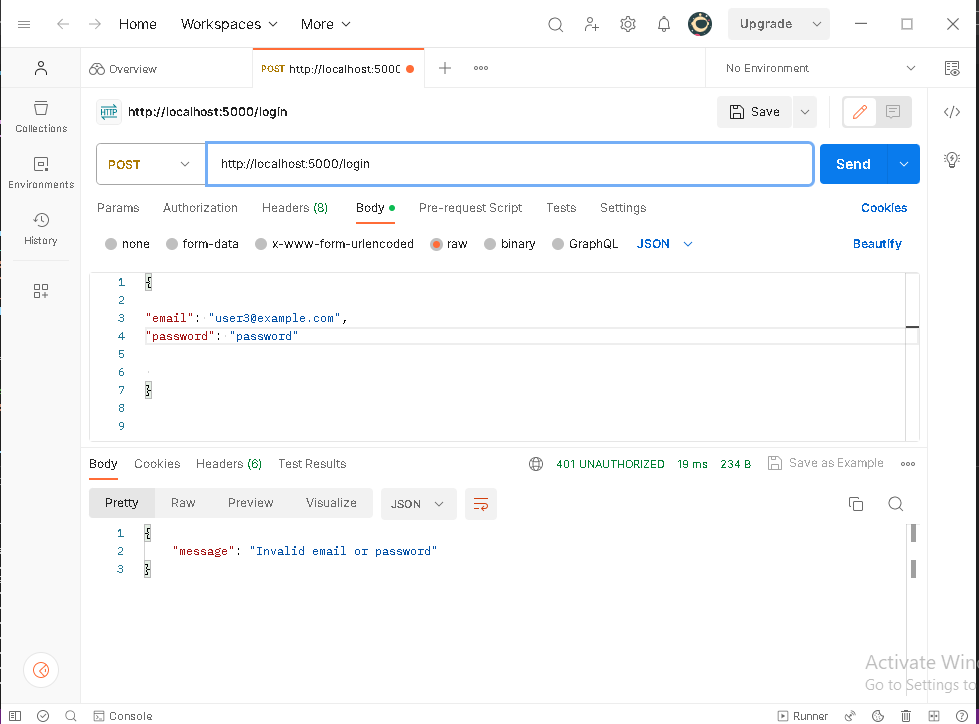 Home Workspaces More Upgrade
Overview POST http://localhost:5000 No Environment
HTTP http://localhost:5000/login Save
Collections
POST http://localhost:5000/login Send
Environments
Params Authorization Headers (8) Body Pre-request Script Tests Settings Cookies
History
none form-data x-www-form-urlencoded raw binary GraphQL JSON Beautify
1 {
2
3 "email": "user3@example.com",
4 "password": "password"
5
6
7 }
8
9
Body Cookies Headers (6) Test Results 401 UNAUTHORIZED 19 ms 234 B Save as Example
Pretty Raw Preview Visualize JSON
1 {
2 "message": "Invalid email or password"
3 }
Activate Win
Go to Settings to
Console Runner